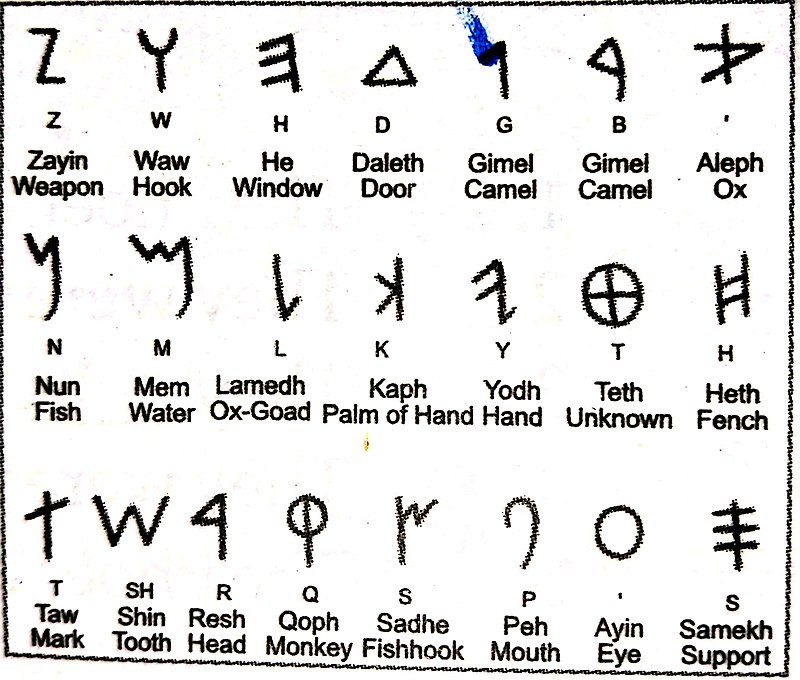 𐤀 𐤁 𐤂 𐤃 𐤄 𐤅 𐤆
Z W H D G B '
Zayin Waw He Daleth Gimel Gimel Aleph
Weapon Hook Window Door Camel Camel Ox
𐤇 𐤈 𐤉 𐤊 𐤋 𐤌 𐤍
N M L K Y T H
Nun Mem Lamedh Kaph Yodh Teth Heth
Fish Water Ox-Goad Palm of Hand Hand Unknown Fench
𐤎 𐤏 𐤐 𐤑 𐤒 𐤓 𐤔 𐤕
T SH R Q S P ' S
Taw Shin Resh Qoph Sadhe Peh Ayin Samekh
Mark Tooth Head Monkey Fishhook Mouth Eye Support